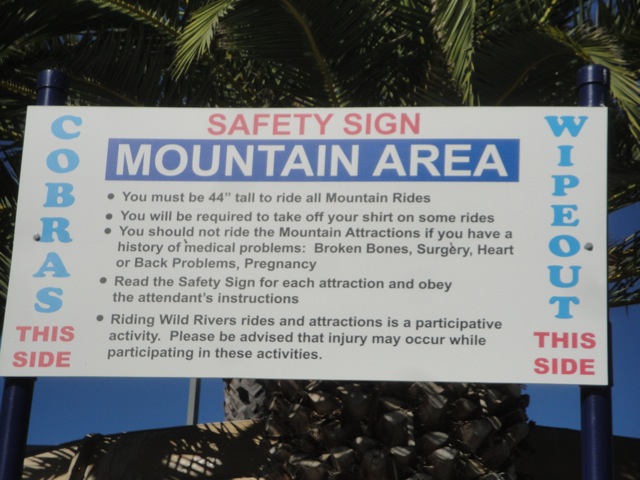 SAFETY SIGN
MOUNTAIN AREA
COBRAS
THIS
SIDE
• You must be 44” tall to ride all Mountain Rides
• You will be required to take off your shirt on some rides
• You should not ride the Mountain Attractions if you have a
history of medical problems: Broken Bones, Surgery, Heart
or Back Problems, Pregnancy
• Read the Safety Sign for each attraction and obey
the attendant's instructions
• Riding Wild Rivers rides and attractions is a participative
activity. Please be advised that injury may occur while
participating in these activities.
WIPEOUT
THIS
SIDE